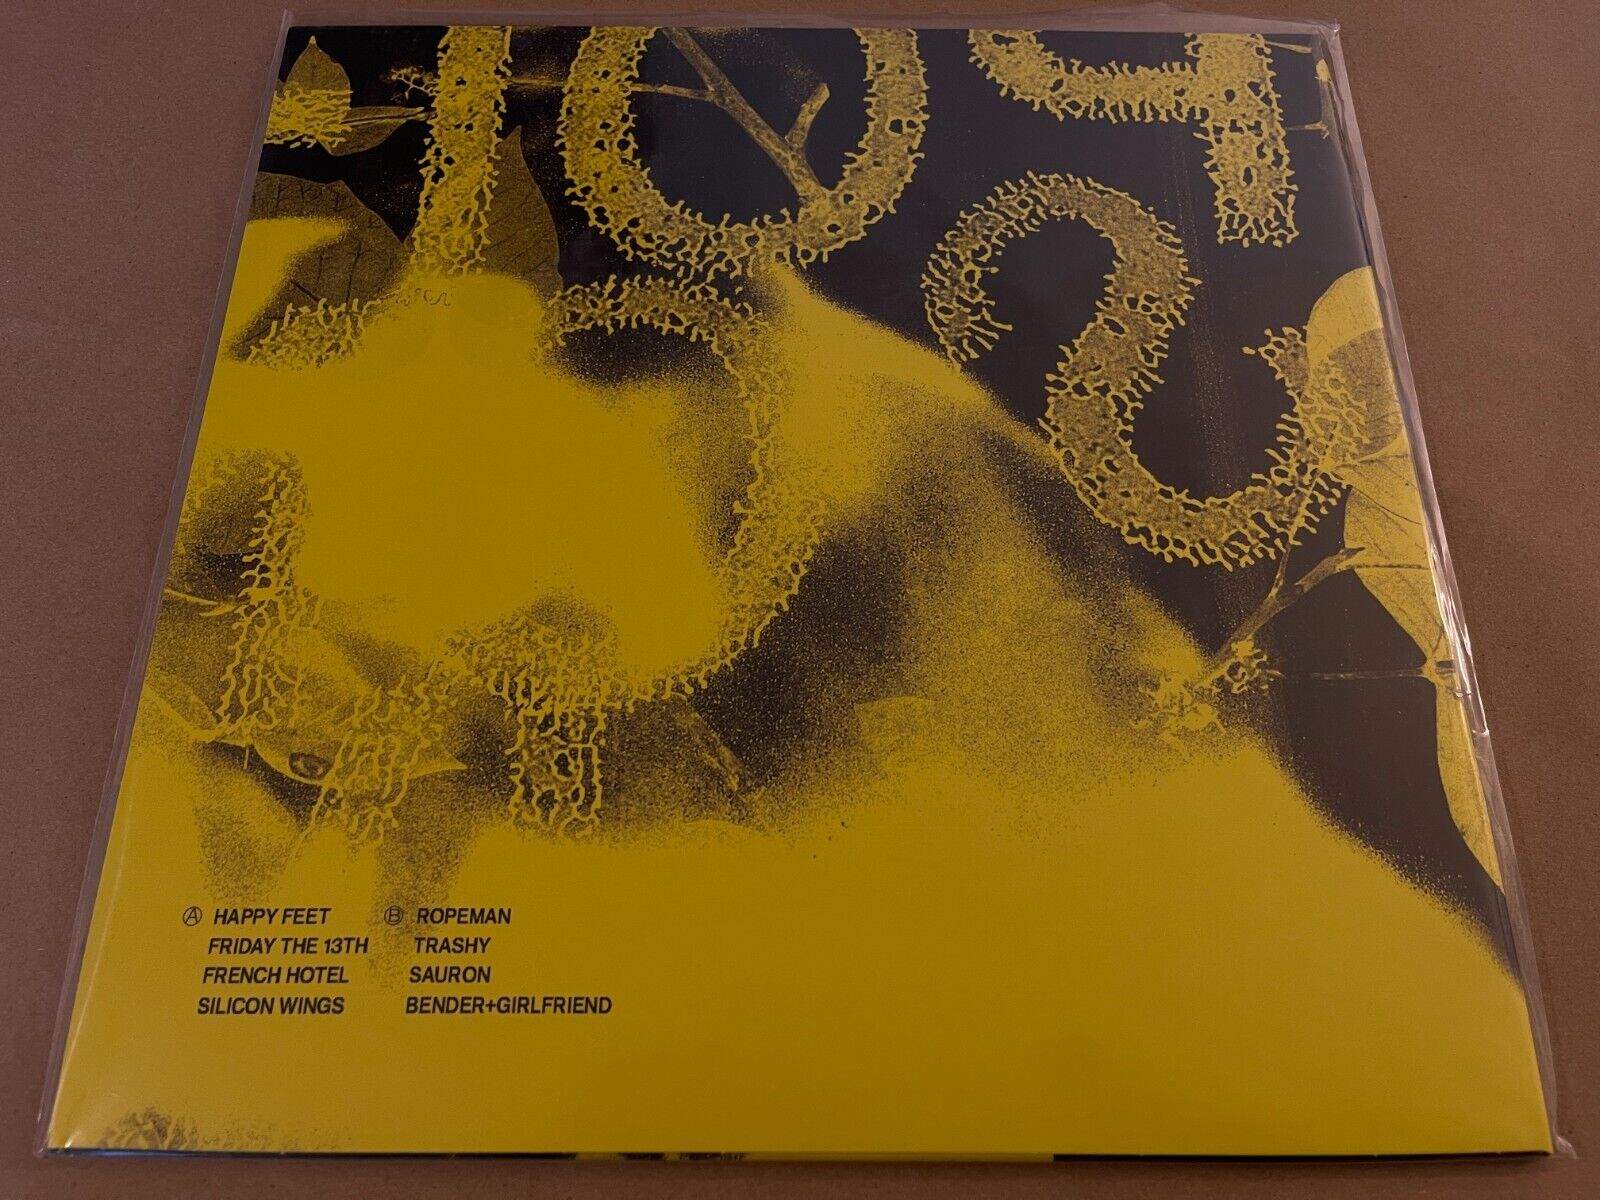 Ⓐ HAPPY FEET
FRIDAY THE 13TH
FRENCH HOTEL
SILICON WINGS
Ⓑ ROPEMAN
TRASHY
SAURON
BENDER+GIRLFRIEND